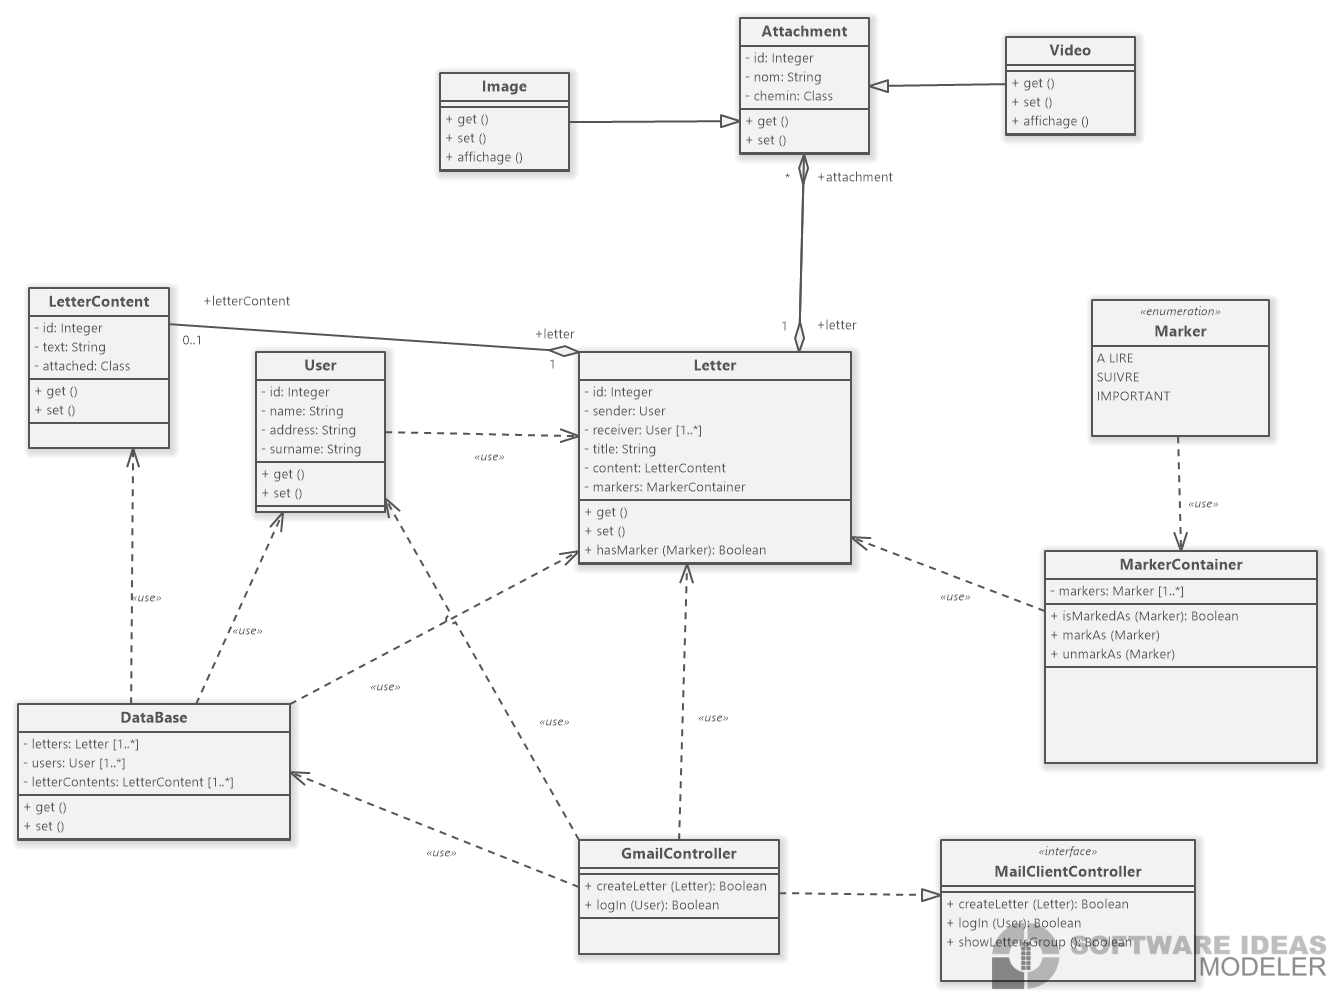 Attachment
- id: Integer
- nom: String
- chemin: Class
+ get ()
+ set ()
Video
+ get ()
+ set ()
+ affichage ()
Image
+ get ()
+ set ()
+ affichage ()
* +attachment
LetterContent
- id: Integer
- text: String
- attached: Class
+ get ()
+ set ()
+letterContent
0..1
+letter
1
1 +letter
User
- id: Integer
- name: String
- address: String
- surname: String
+ get ()
+ set ()
«use»
Letter
- id: Integer
- sender: User
- receiver: User [1..*]
- title: String
- content: LetterContent
- markers: MarkerContainer
+ get ()
+ set ()
+ hasMarker (Marker): Boolean
«enumeration»
Marker
A LIRE
SUIVRE
IMPORTANT
«use»
MarkerContainer
- markers: Marker [1..*]
+ isMarkedAs (Marker): Boolean
+ markAs (Marker)
+ unmarkAs (Marker)
«use»
«use»
«use»
«use»
«use»
«use»
DataBase
- letters: Letter [1..*]
- users: User [1..*]
- letterContents: LetterContent [1..*]
+ get ()
+ set ()
«use»
GmailController
+ createLetter (Letter): Boolean
+ logIn (User): Boolean
«interface»
MailClientController
+ createLetter (Letter): Boolean
+ logIn (User): Boolean
+ showLettersGroup (): Boolean
SOFTWARE IDEAS
MODELER